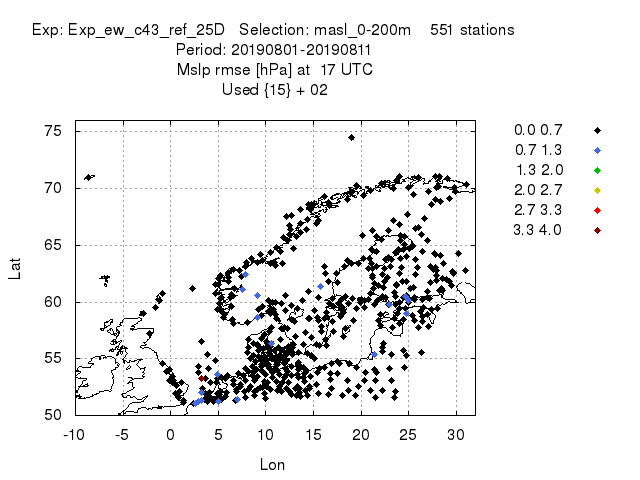 Exp: Exp_ew_c43_ref_25D   Selection: masl_0-200m    551 stations
Period: 20190801-20190811
Mslp rmse [hPa] at  17 UTC
Used {15} + 02
0.0 0.7
0.7 1.3
1.3 2.0
2.0 2.7
2.7 3.3
3.3 4.0
75
70
65
60
55
50
Lat
-10 -5 0 5 10 15 20 25 30
Lon